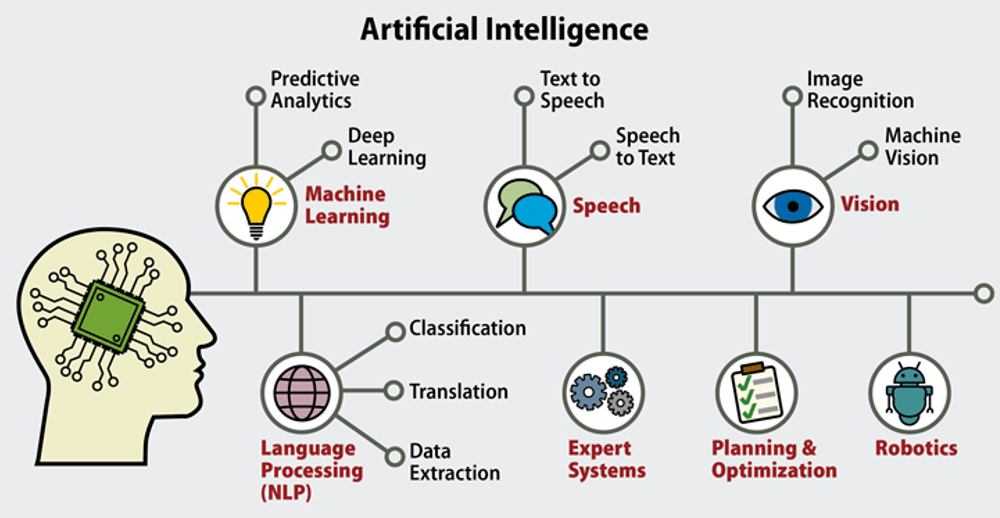 Artificial Intelligence
Predictive
Analytics
Deep
Learning
Machine
Learning
Text to
Speech
Speech
to Text
Speech
Image
Recognition
Machine
Vision
Vision
Classification
Translation
Data
Extraction
Language
Processing
(NLP)
Expert
Systems
Planning &
Optimization
Robotics